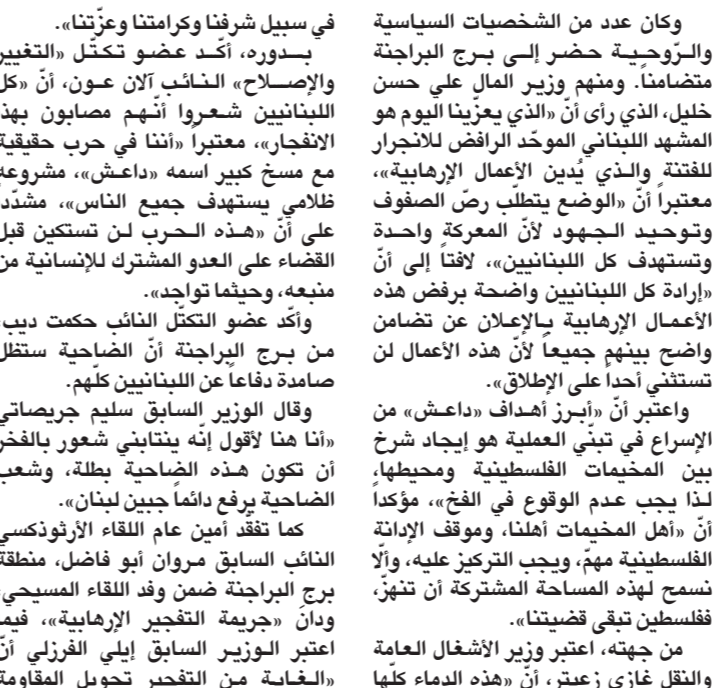 وكان عدد من الشخصيات السياسية
والرّوحية حضر إلى برج البراجنة
متضامناً. ومنهم وزير المال علي حسن
خليل، الذي رأى أنّ «الذي يعزّينا اليوم هو
المشهد اللبناني الموحّد الرافض للانجرار
للفتنة والذي يُدين الأعمال الإرهابية»،
معتبراً أنّ «الوضع يتطلّب رصّ الصفوف
وتوحيد الجهود لأنّ المعركة واحدة
وتستهدف كل اللبنانيين»، لافتاً إلى أنّ
«إرادة كل اللبنانيين واضحة برفض هذه
الأعمال الإرهابية بالإعلان عن تضامن
واضح بينهم جميعاً لأنّ هذه الأعمال لن
تستثني أحداً على الإطلاق».
واعتبر أنّ «أبرز أهداف «داعش» من
الإسراع في تبنّي العملية هو إيجاد شرخ
بين المخيمات الفلسطينية ومحيطها،
لذا يجب عدم الوقوع في الفخ»، مؤكداً
أنّ «أهل المخيمات أهلنا، وموقف الإدانة
الفلسطينية مهمّ، ويجب التركيز عليه، وألّا
نسمح لهذه المساحة المشتركة أن تنهزّ،
ففلسطين تبقى قضيتنا».
من جهته، اعتبر وزير الأشغال العامة
والنقل غازي زعيتر، أنّ «هذه الدماء كلّها
في سبيل شرفنا وكرامتنا وعزّتنا».
بدوره، أكّد عضو تكتّل «التغيير
والإصلاح» النائب آلان عون، أنّ «كل
اللبنانيين شعروا أنّهم مصابون بهذ
الانفجار»، معتبراً «أننا في حرب حقيقية
مع مسخ كبير اسمه «داعش»، مشروعه
ظلامي يستهدف جميع الناس»، مشدّد
على أنّ «هذه الحرب لن تستكين قبل
القضاء على العدو المشترك للإنسانية من
منبعه، وحيثما تواجد».
وأكّد عضو التكتّل النائب حكمت ديب،
من برج البراجنة أنّ الضاحية ستظل
صامدة دفاعاً عن اللبنانيين كلّهم.
وقال الوزير السابق سليم جريصاتي
«أنا هنا لأقول إنّه ينتابني شعور بالفخر
أن تكون هذه الضاحية بطلة، وشعب
الضاحية يرفع دائماً جبين لبنان».
كما تفقّد أمين عام اللقاء الأرثوذكسي
النائب السابق مروان أبو فاضل، منطقة
برج البراجنة ضمن وفد اللقاء المسيحي
ودانَ «جريمة التفجير الإرهابية»، فيم
اعتبر الوزير السابق إيلي الفرزلي أنّ
«الغاية من التفجير تحويل المقاومة